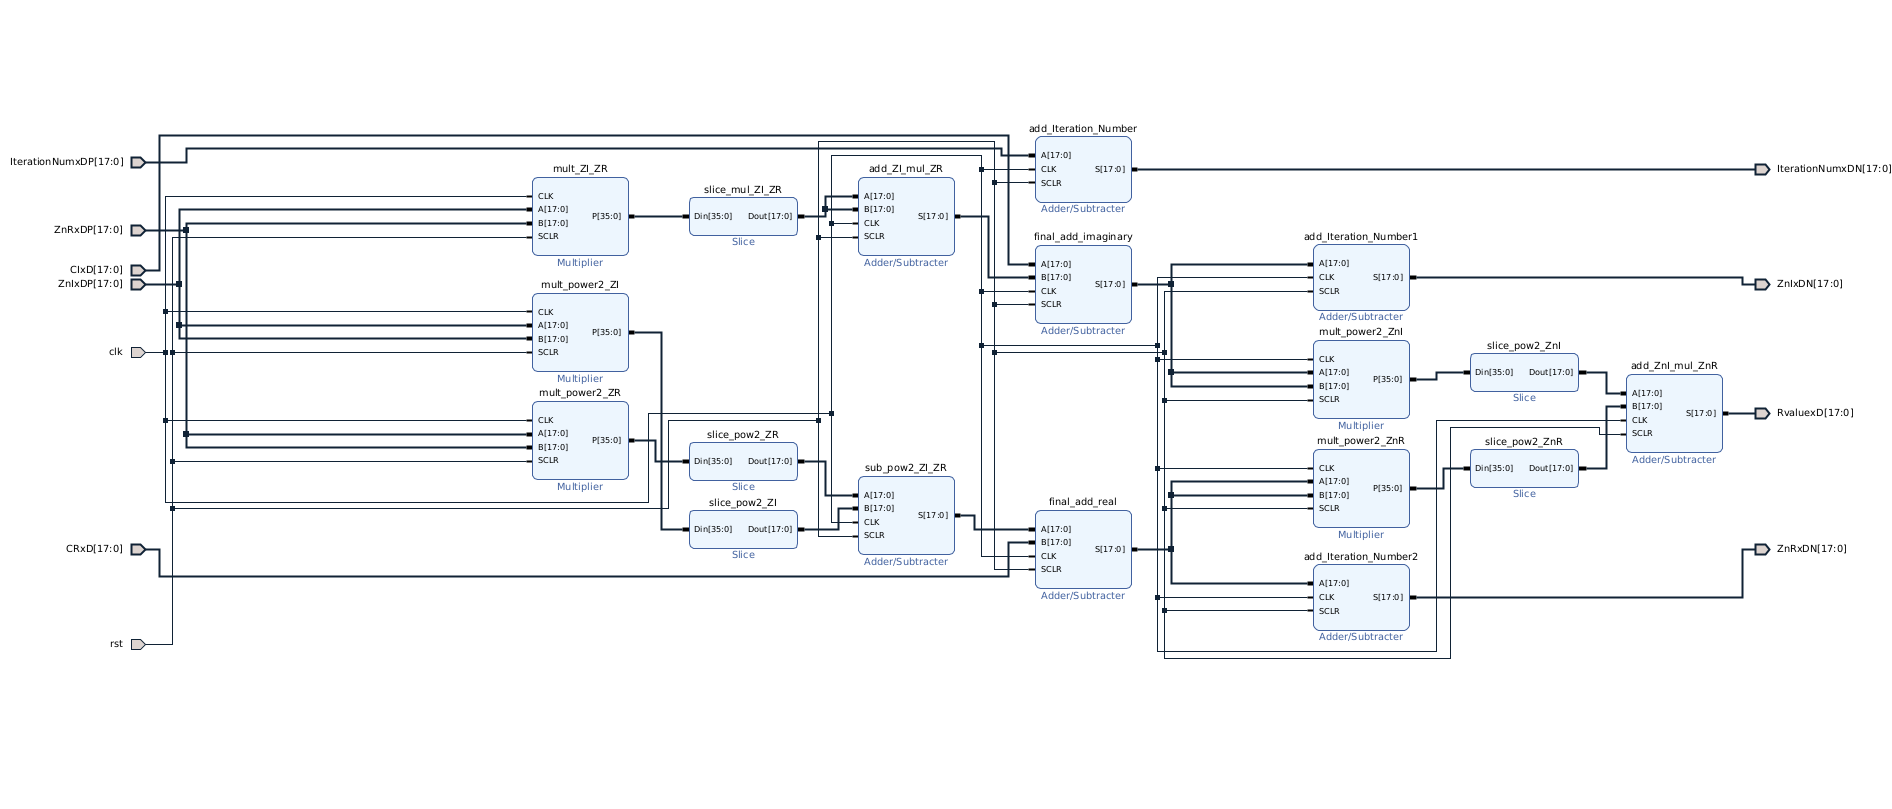 IterationNumxDP[17:0]
ZnRxDP[17:0]
CIxD[17:0]
ZnIxDP[17:0]
clk
CRxD[17:0]
rst
mult_ZI_ZR
CLK
A[17:0]
B[17:0]
SCLR
P[35:0]
Multiplier
mult_power2_ZI
CLK
A[17:0]
B[17:0]
SCLR
P[35:0]
Multiplier
mult_power2_ZR
CLK
A[17:0]
B[17:0]
SCLR
P[35:0]
Multiplier
slice_mul_ZI_ZR
Din[35:0] Dout[17:0]
Slice
slice_pow2_ZR
Din[35:0] Dout[17:0]
Slice
slice_pow2_ZI
Din[35:0] Dout[17:0]
Slice
add_ZI_mul_ZR
A[17:0]
B[17:0]
CLK
SCLR
S[17:0]
Adder/Subtracter
sub_pow2_ZI_ZR
A[17:0]
B[17:0]
CLK
SCLR
S[17:0]
Adder/Subtracter
add_Iteration_Number
A[17:0]
CLK
SCLR
S[17:0]
Adder/Subtracter
final_add_imaginary
A[17:0]
B[17:0]
CLK
SCLR
S[17:0]
Adder/Subtracter
final_add_real
A[17:0]
B[17:0]
CLK
SCLR
S[17:0]
Adder/Subtracter
add_Iteration_Number1
A[17:0]
CLK
SCLR
S[17:0]
Adder/Subtracter
mult_power2_ZnI
CLK
A[17:0]
B[17:0]
SCLR
P[35:0]
Multiplier
mult_power2_ZnR
CLK
A[17:0]
B[17:0]
SCLR
P[35:0]
Multiplier
add_Iteration_Number2
A[17:0]
CLK
SCLR
S[17:0]
Adder/Subtracter
slice_pow2_ZnI
Din[35:0] Dout[17:0]
Slice
slice_pow2_ZnR
Din[35:0] Dout[17:0]
Slice
add_ZnI_mul_ZnR
A[17:0]
B[17:0]
CLK
SCLR
S[17:0]
Adder/Subtracter
IterationNumxDN[17:0]
ZnIxDN[17:0]
RvaluexD[17:0]
ZnRxDN[17:0]